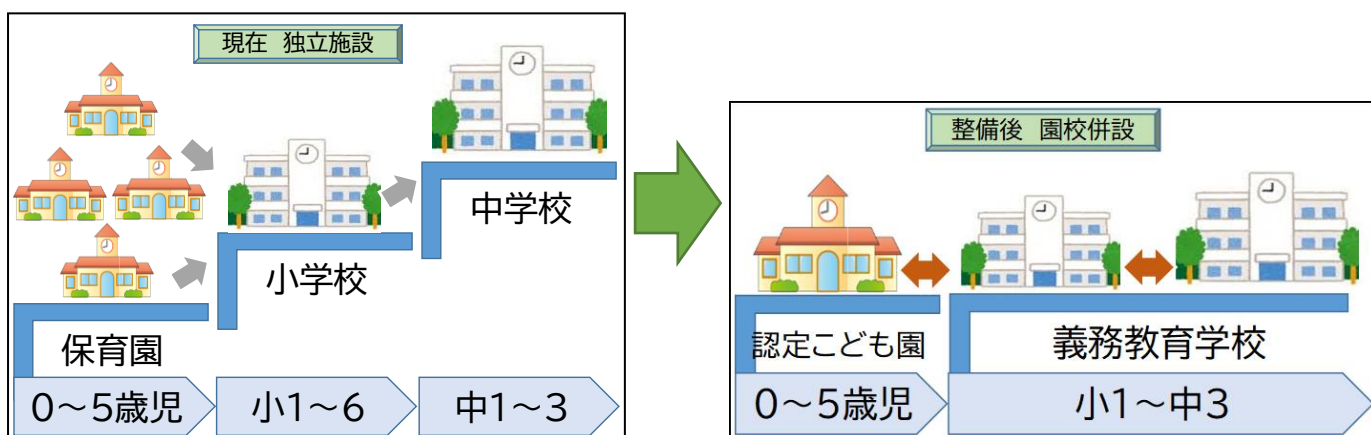 現在 独立施設
中学校
小学校
保育園
0～5歳児
小1～6
中1～3
整備後 園校併設
認定こども園
義務教育学校
0～5歳児
小1～中3